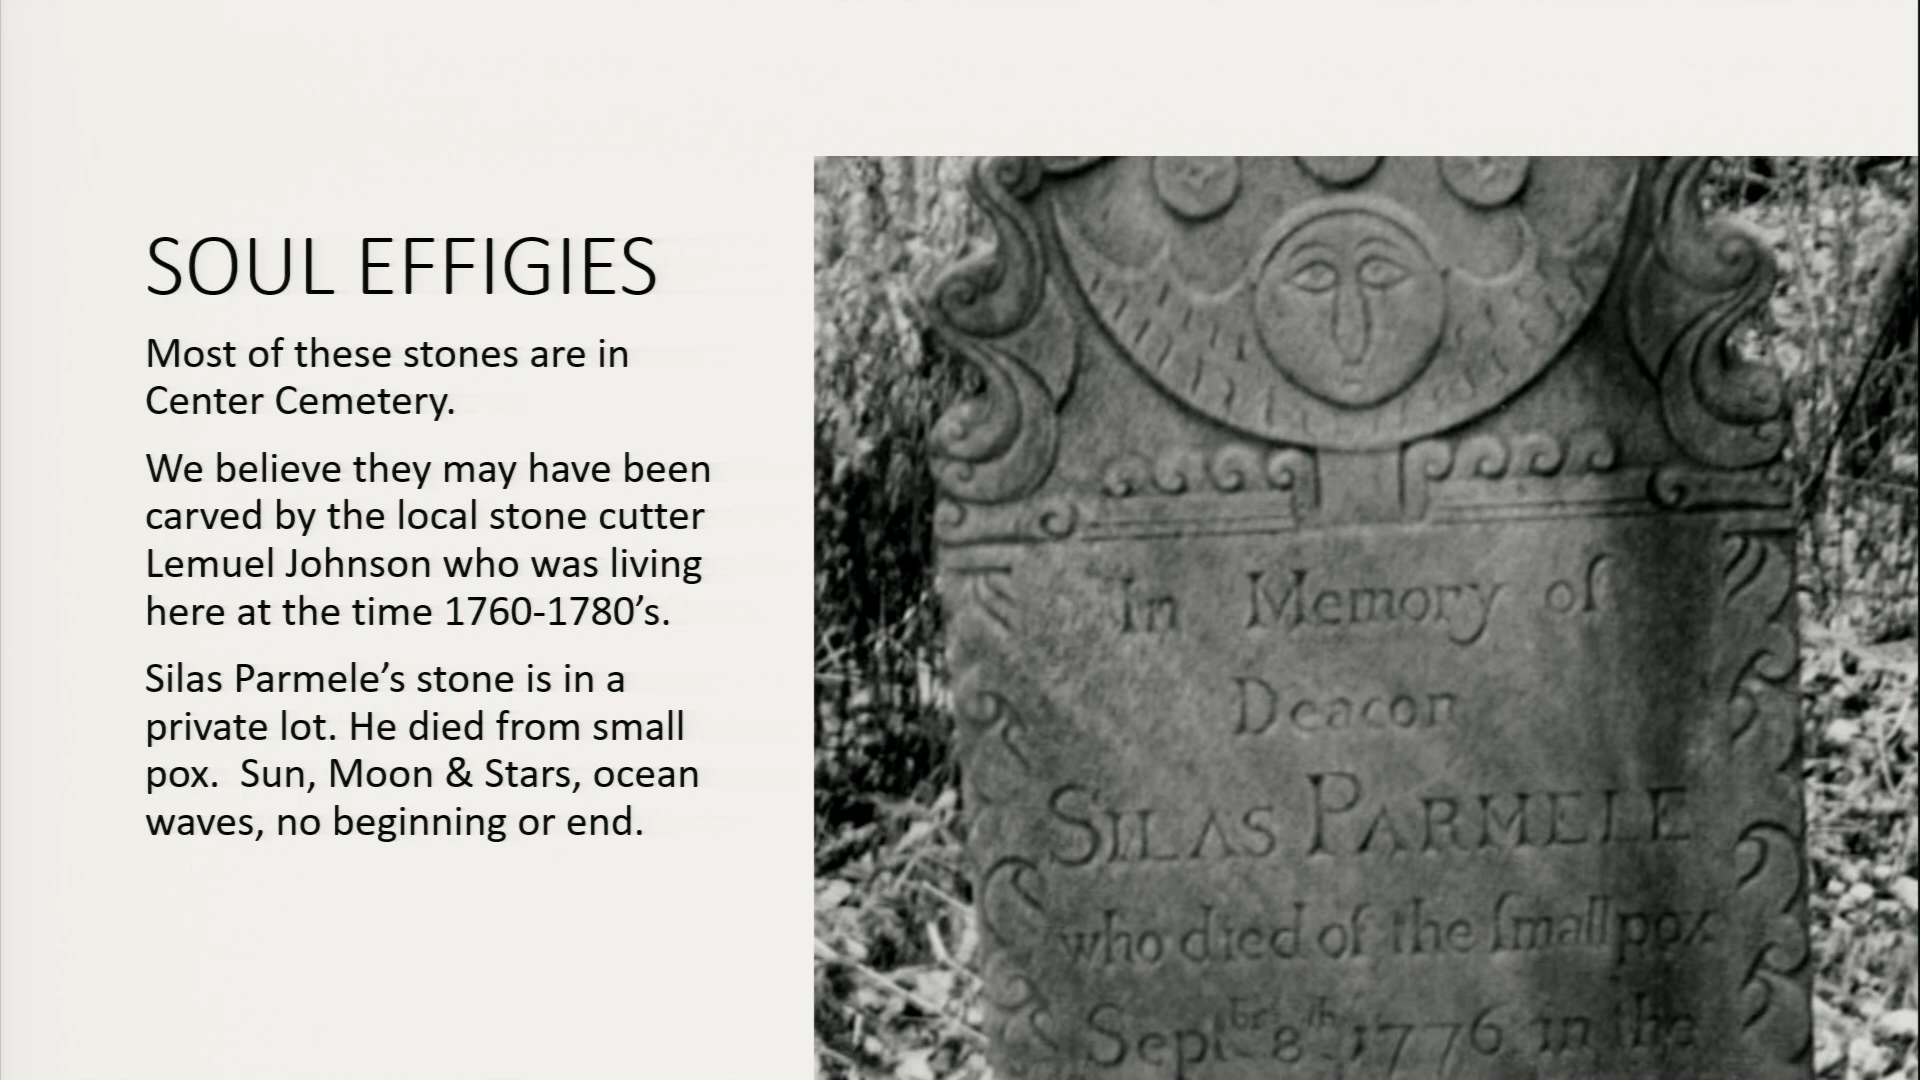 SOUL EFFIGIES
Most of these stones are in
Center Cemetery.
We believe they may have been
carved by the local stone cutter
Lemuel Johnson who was living
here at the time 1760-1780’s.
Silas Parmele’s stone is in a
private lot. He died from small
pox.  Sun, Moon & Stars, ocean
waves, no beginning or end.
in Memory of
Deacon
SILAS PARMELE
who died of the ſmall pox
Septbr 8th 1776 in the